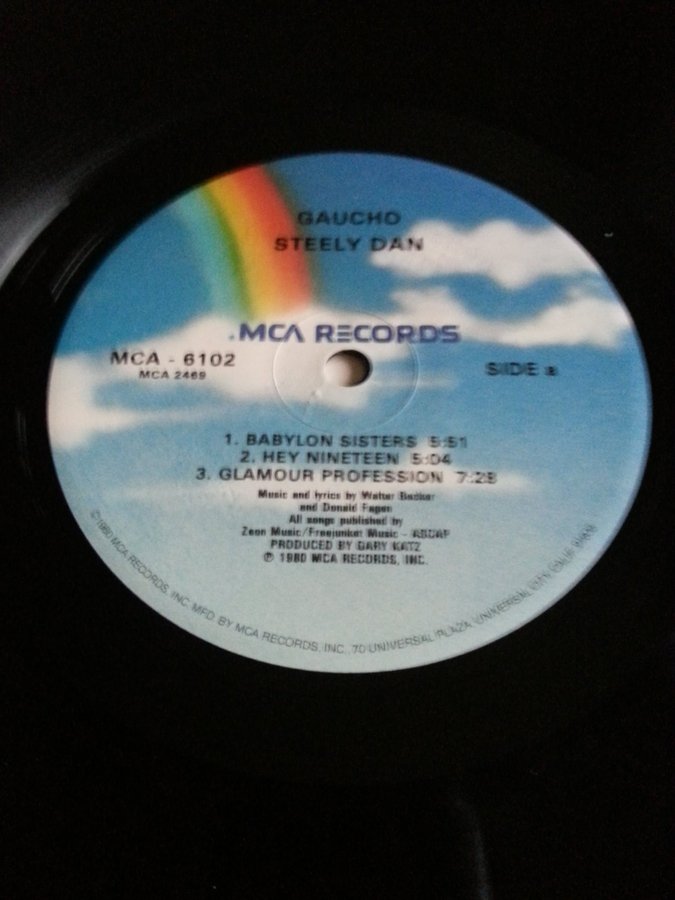 GAUCHO
STEELY DAN
MCA RECORDS
MCA - 6102
MCA 2469
SIDE a
1. BABYLON SISTERS 5:51
2. HEY NINETEEN 5:04
3. GLAMOUR PROFESSION 7:28
Music and lyrics by Walter Becker
and Donald Fagen
All songs published by
Zeon Music/Freejunket Music - ASCAP
PRODUCED BY GARY KATZ
℗ 1980 MCA RECORDS, INC.
©1980 MCA RECORDS, INC. MFD. BY MCA RECORDS, INC., 70 UNIVERSAL PLAZA, UNIVERSAL CITY, CALIF.